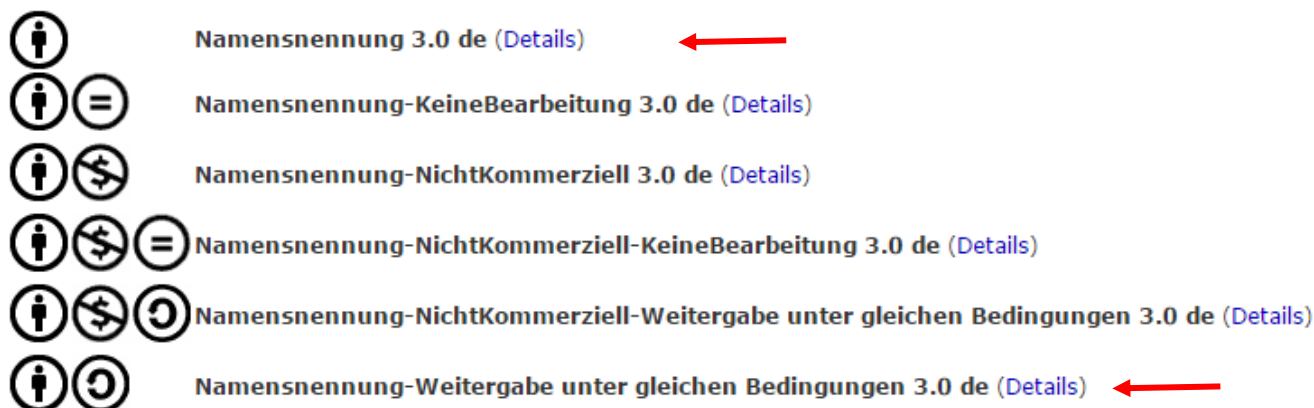 Namensnennung 3.0 de (Details)
Namensnennung-KeineBearbeitung 3.0 de (Details)
Namensnennung-NichtKommerziell 3.0 de (Details)
Namensnennung-NichtKommerziell-KeineBearbeitung 3.0 de (Details)
Namensnennung-NichtKommerziell-Weitergabe unter gleichen Bedingungen 3.0 de (Details)
Namensnennung-Weitergabe unter gleichen Bedingungen 3.0 de (Details)